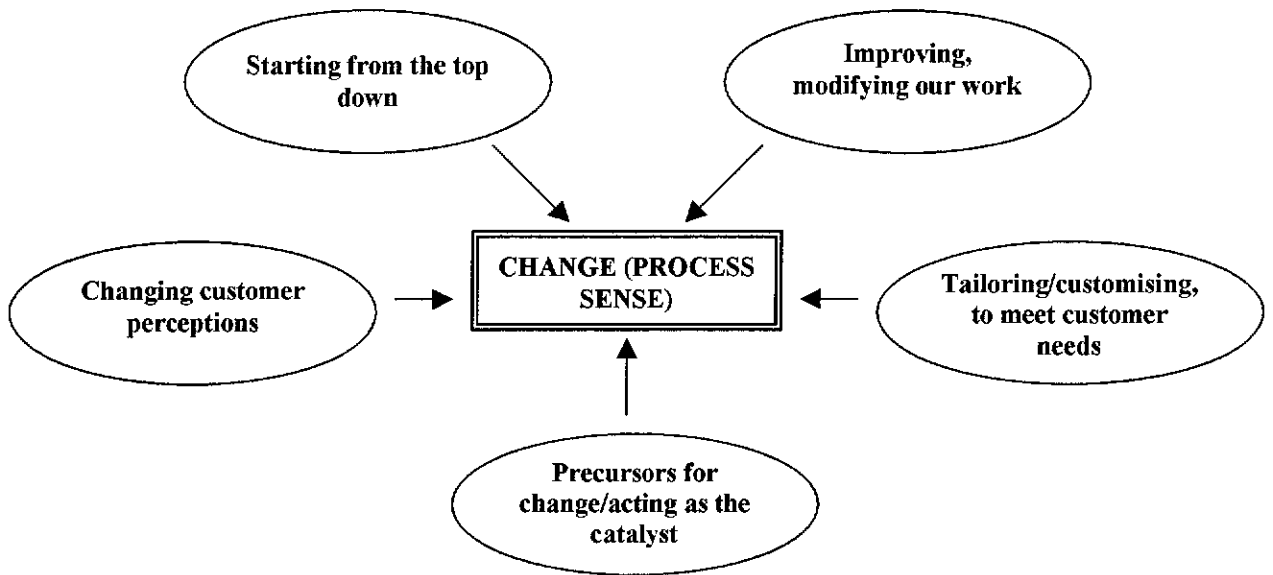 Starting from the top
down
Improving,
modifying our work
CHANGE (PROCESS
SENSE)
Changing customer
perceptions
Tailoring/customising,
to meet customer
needs
Precursors for
change/acting as the
catalyst